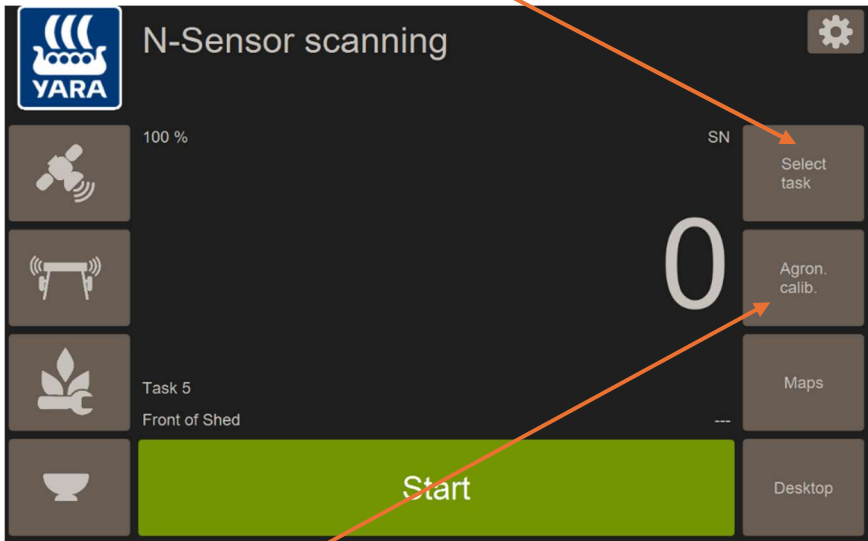 YARA
N-Sensor scanning
100 %
SN
Select
task
0
Agron.
calib.
Task 5
Front of Shed
---
Maps
Start
Desktop